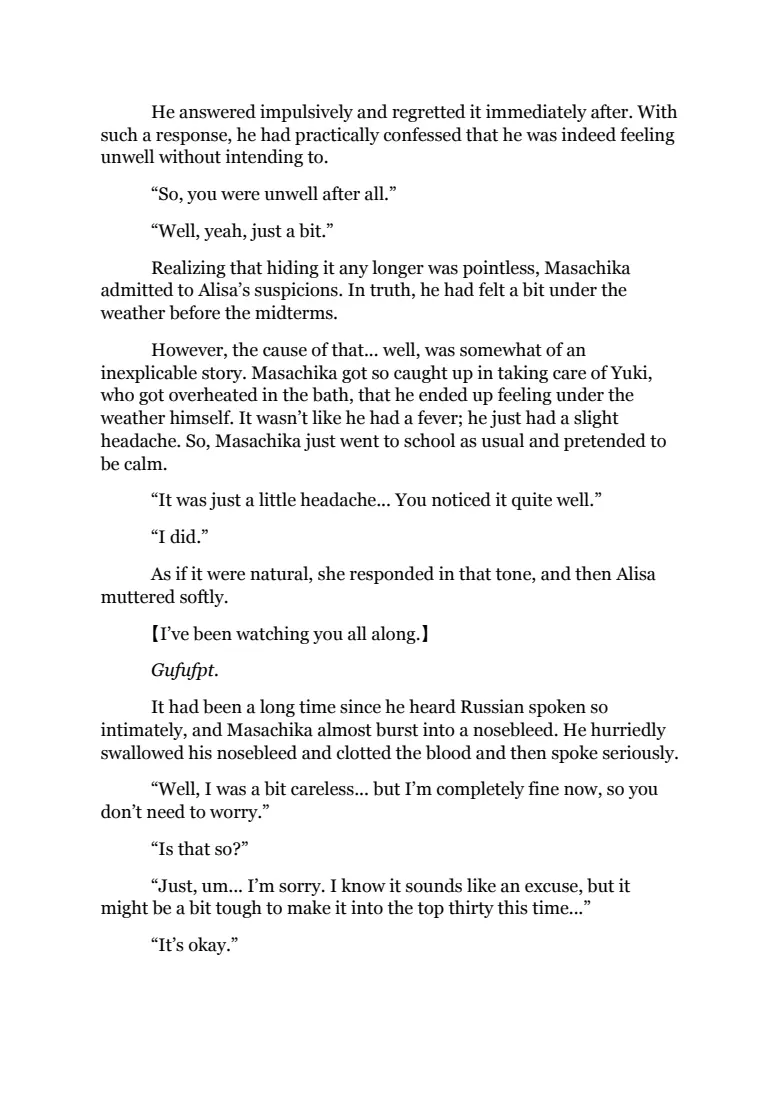 He answered impulsively and regretted it immediately after. With
such a response, he had practically confessed that he was indeed feeling
unwell without intending to.
“So, you were unwell after all.”
“Well, yeah, just a bit.”
Realizing that hiding it any longer was pointless, Masachika
admitted to Alisa’s suspicions. In truth, he had felt a bit under the
weather before the midterms.
However, the cause of that... well, was somewhat of an
inexplicable story. Masachika got so caught up in taking care of Yuki,
who got overheated in the bath, that he ended up feeling under the
weather himself. It wasn’t like he had a fever; he just had a slight
headache. So, Masachika just went to school as usual and pretended to
be calm.
“It was just a little headache... You noticed it quite well.”
“I did.”
As if it were natural, she responded in that tone, and then Alisa
muttered softly.
【I’ve been watching you all along.】
Gufufpt.
It had been a long time since he heard Russian spoken so
intimately, and Masachika almost burst into a nosebleed. He hurriedly
swallowed his nosebleed and clotted the blood and then spoke seriously.
“Well, I was a bit careless... but I’m completely fine now, so you
don’t need to worry.”
“Is that so?”
“Just, um... I’m sorry. I know it sounds like an excuse, but it
might be a bit tough to make it into the top thirty this time...”
“It’s okay.”